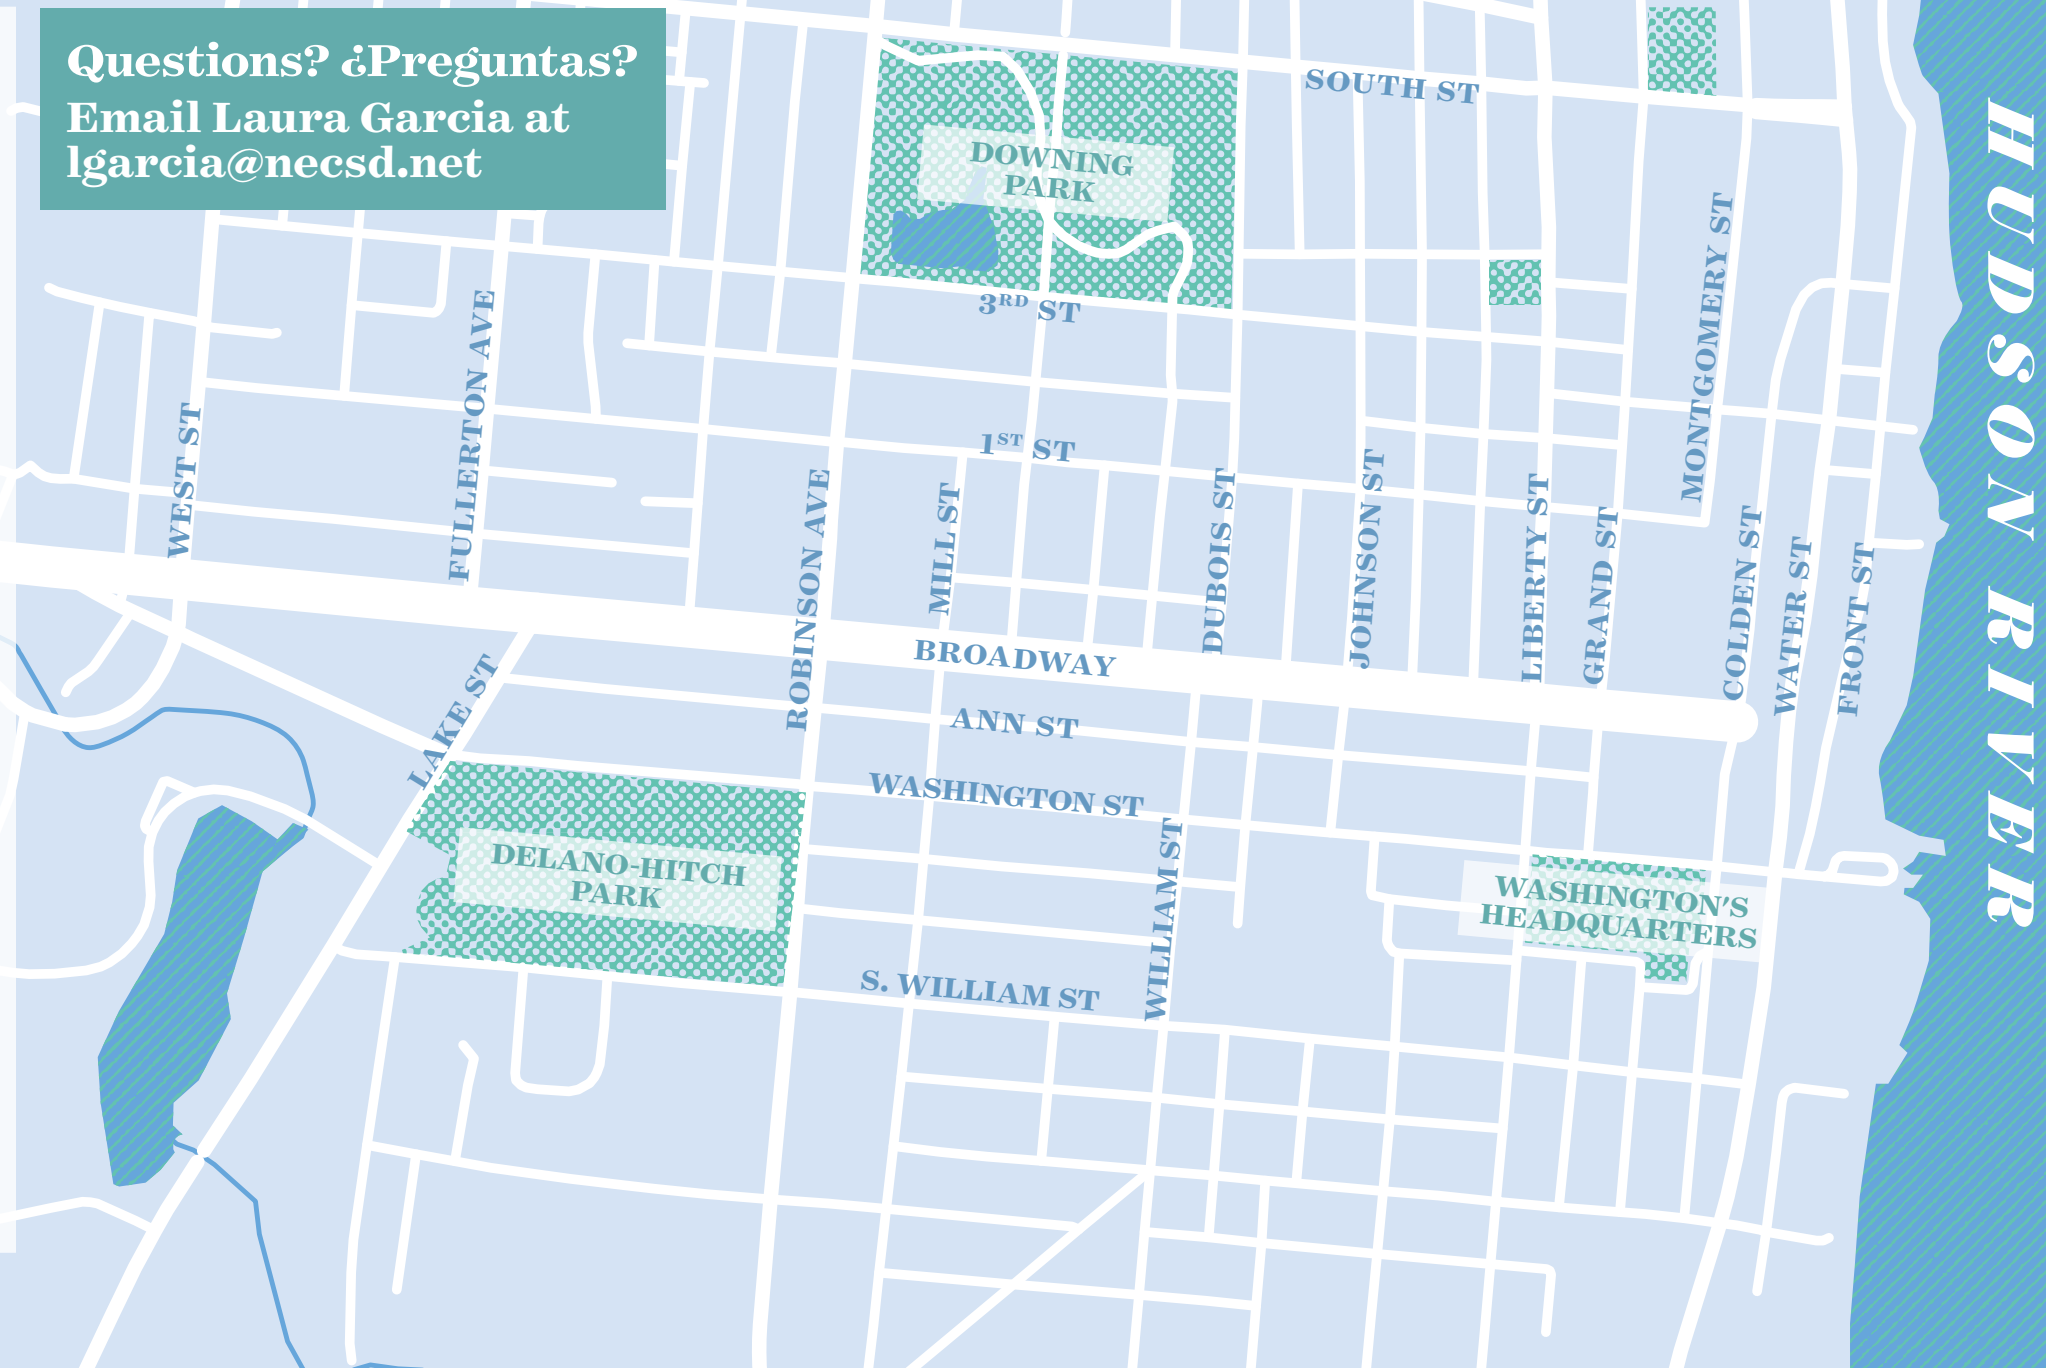 Questions? ¿Preguntas?
Email Laura Garcia at
lgarcia@necsd.net
SOUTH ST
DOWNING
PARK
3RD ST
1ST ST
WEST ST
FULLERTON AVE
ROBINSON AVE
MILL ST
DUBOIS ST
JOHNSON ST
LIBERTY ST
GRAND ST
MONTGOMERY ST
COLDEN ST
WATER ST
FRONT ST
HUDSON RIVER
BROADWAY
LAKE ST
ANN ST
WASHINGTON ST
WILLIAM ST
DELANO-HITCH
PARK
WASHINGTON’S
HEADQUARTERS
S. WILLIAM ST